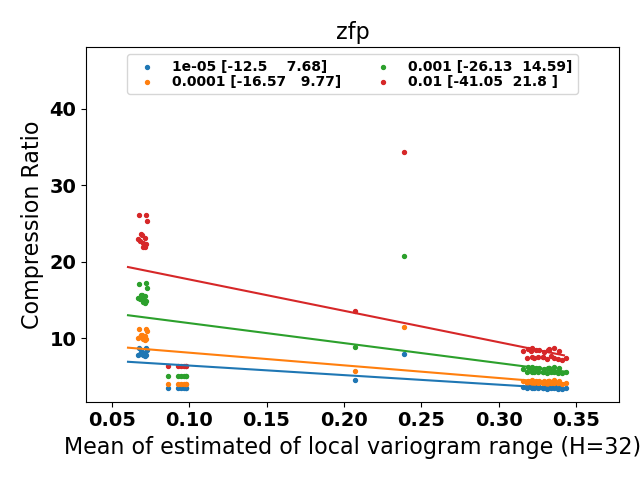 zfp
1e-05 [-12.5 7.68]
0.0001 [-16.57 9.77]
0.001 [-26.13 14.59]
0.01 [-41.05 21.8 ]
Compression Ratio
40
30
20
10
0.05 0.10 0.15 0.20 0.25 0.30 0.35
Mean of estimated of local variogram range (H=32)